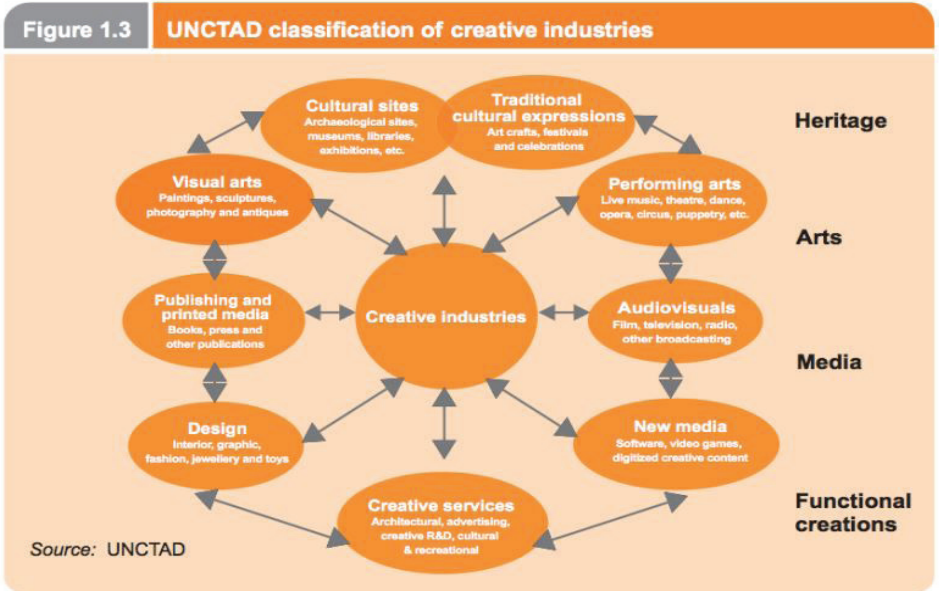 Figure 1.3
UNCTAD classification of creative industries
Cultural sites
Archaeological sites,
museums, libraries,
exhibitions, etc.
Traditional
cultural expressions
Art crafts, festivals
and celebrations
Heritage
Visual arts
Paintings, sculptures,
photography and antiques
Performing arts
Live music, theatre, dance,
opera, circus, puppetry, etc.
Arts
Publishing and
printed media
Books, press and
other publications
Creative industries
Audiovisuals
Film, television, radio,
other broadcasting
Media
Design
Interior, graphic,
fashion, jewellery and toys
New media
Software, video games,
digitized creative content
Creative services
Architectural, advertising,
creative R&D, cultural
& recreational
Functional
creations
Source: UNCTAD